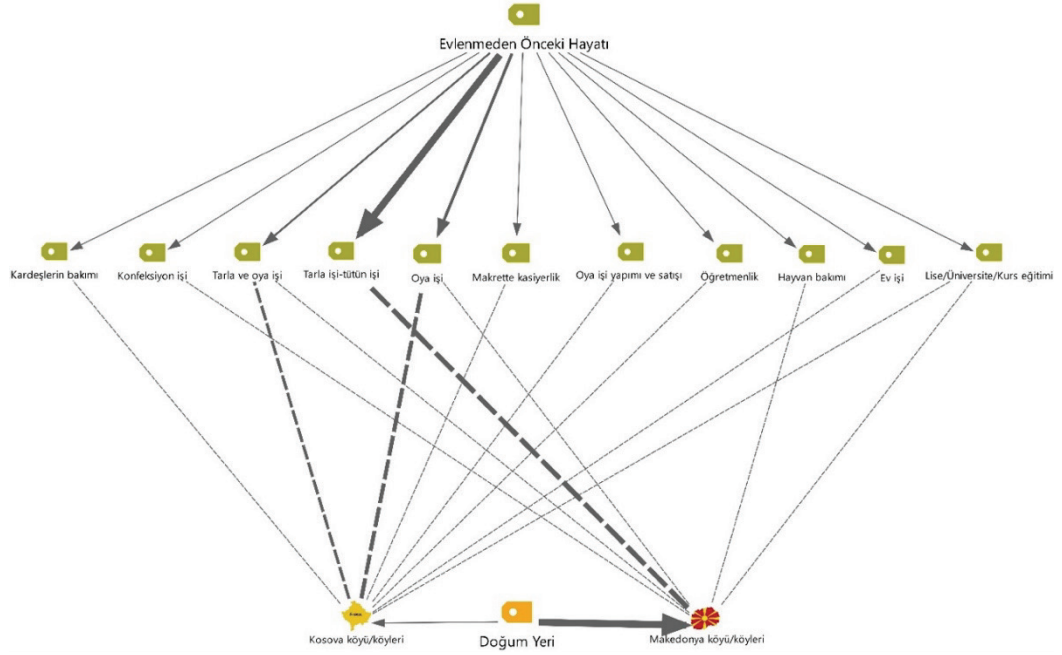 Evlenmeden Önceki Hayatı
Kardeşlerin bakımı
Konfeksiyon işi
Tarla ve oya işi
Tarla işi-tütün işi
Oya işi
Makrette kasiyerlik
Oya işi yapımı ve satışı
Öğretmenlik
Hayvan bakımı
Ev işi
Lise/Üniversite/Kurs eğitimi
Kosova köyü/köyleri
Doğum Yeri
Makedonya köyü/köyleri